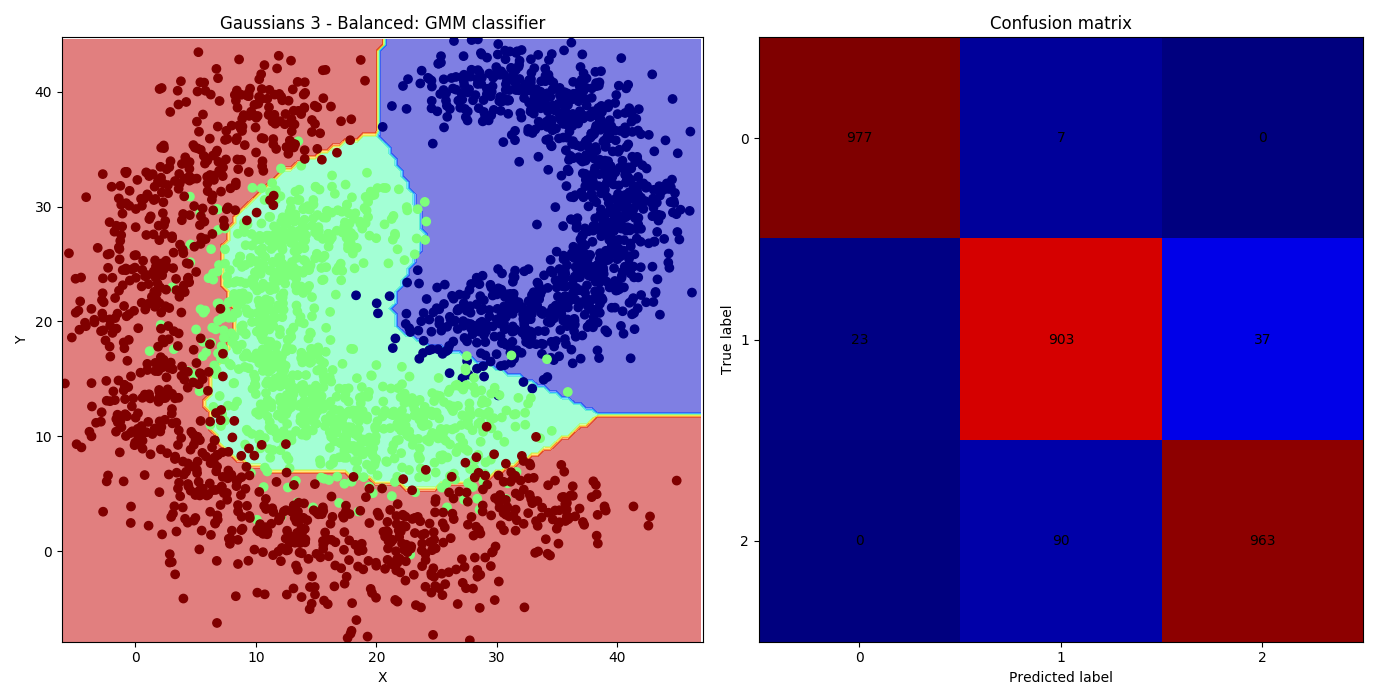 Gaussians 3 - Balanced: GMM classifier
Y
40
30
20
10
0
0 10 20 30 40
X
Confusion matrix
True label
0
1
2
977 7 0
23 903 37
0 90 963
0 1 2
Predicted label